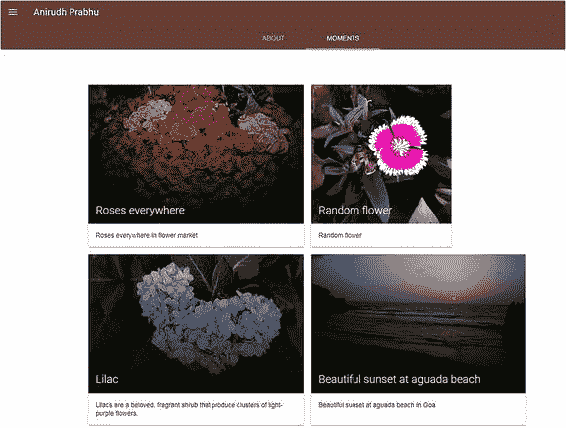 Anirudh Prabhu
ABOUT MOMENTS
Roses everywhere
Roses everywhere in flower market
Random flower
Random flower
Lilac
Lilacs are a beloved, fragrant shrub that produce clusters of light-
purple flowers.
Beautiful sunset at aguada beach
Beautiful sunset at aguada beach in Goa